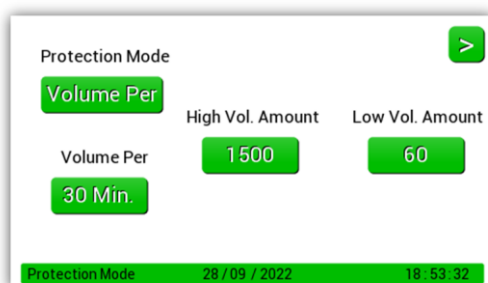 >
Protection Mode
Volume Per
High Vol. Amount Low Vol. Amount
1500 60
Volume Per
30 Min.
Protection Mode 28/09/2022 18:53:32